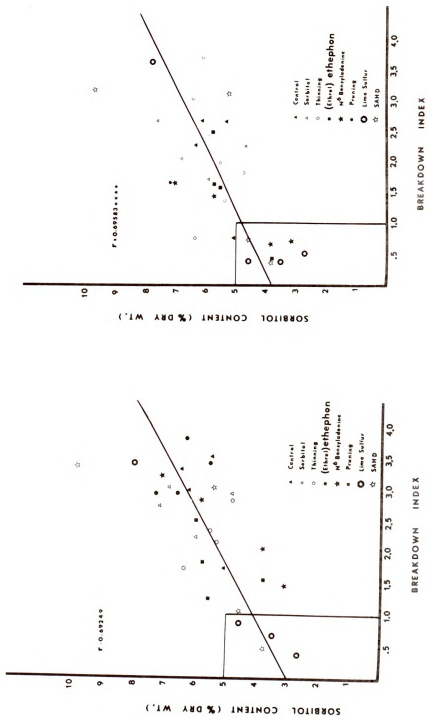 10
9
8
7
6
5
4
3
2
SORBITOL CONTENT (% DRY WT.)
F 0.69249
Control
Sorbitol
Thinning
(Ethrel) ethephon
N6 Benzyladenine
Pruning
Lime Sulfur
SAND
.5 1.0 1.5 2.0 2.5 3.0 3.5 4.0
BREAKDOWN INDEX
10
9
8
7
6
5
4
3
2
SORBITOL CONTENT (% DRY WT.)
F•0.69583****
Control
Sorbitol
Thinning
(Ethrel) ethephon
N6 Benzyladenine
Pruning
Lime Sulfur
SAND
.5 1.0 1,5 2,0 2,5 3,0 3,5 4,0
BREAKDOWN INDEX